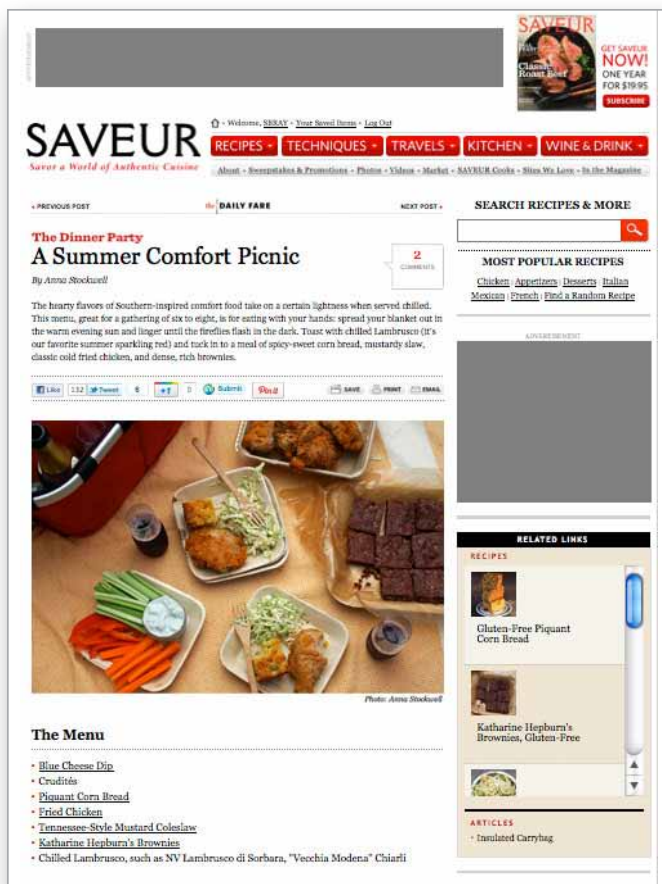 SAVEUR
Classic
Roast Beef
GET SAVEUR
NOW!
ONE YEAR
FOR $19.95
SUBSCRIBE
Welcome, SERAY • Your Saved Items • Log Out
SAVEUR
Savor a World of Authentic Cuisine
RECIPES TECHNIQUES TRAVELS KITCHEN WINE & DRINK
About • Sweepstakes & Promotions • Photos • Videos • Market • SAVEUR Cooks • Sites We Love • In the Magazine
PREVIOUS POST
the DAILY FARE
NEXT POST
The Dinner Party
A Summer Comfort Picnic
By Anna Stockwell
2
COMMENTS
The hearty flavors of Southern-inspired comfort food take on a certain lightness when served chilled.
This menu, great for a gathering of six to eight, is for eating with your hands: spread your blanket out in
the warm evening sun and linger until the fireflies flash in the dark. Toast with chilled Lambrusco (it's
our favorite summer sparkling red) and tuck in to a meal of spicy-sweet corn bread, mustardy slaw,
classic cold fried chicken, and dense, rich brownies.
Like 132 Tweet 6 +1 0 Submit Pin it SAVE PRINT EMAIL
Photo: Anna Stockwell
The Menu
• Blue Cheese Dip
• Crudités
• Piquant Corn Bread
• Fried Chicken
• Tennessee-Style Mustard Coleslaw
• Katharine Hepburn's Brownies
• Chilled Lambrusco, such as NV Lambrusco di Sorbara, "Vecchia Modena" Chiarli
SEARCH RECIPES & MORE
MOST POPULAR RECIPES
Chicken | Appetizers | Desserts | Italian
Mexican | French | Find a Random Recipe
ADVERTISEMENT
RELATED LINKS
RECIPES
Gluten-Free Piquant
Corn Bread
Katharine Hepburn's
Brownies, Gluten-Free
ARTICLES
• Insulated Carrybag